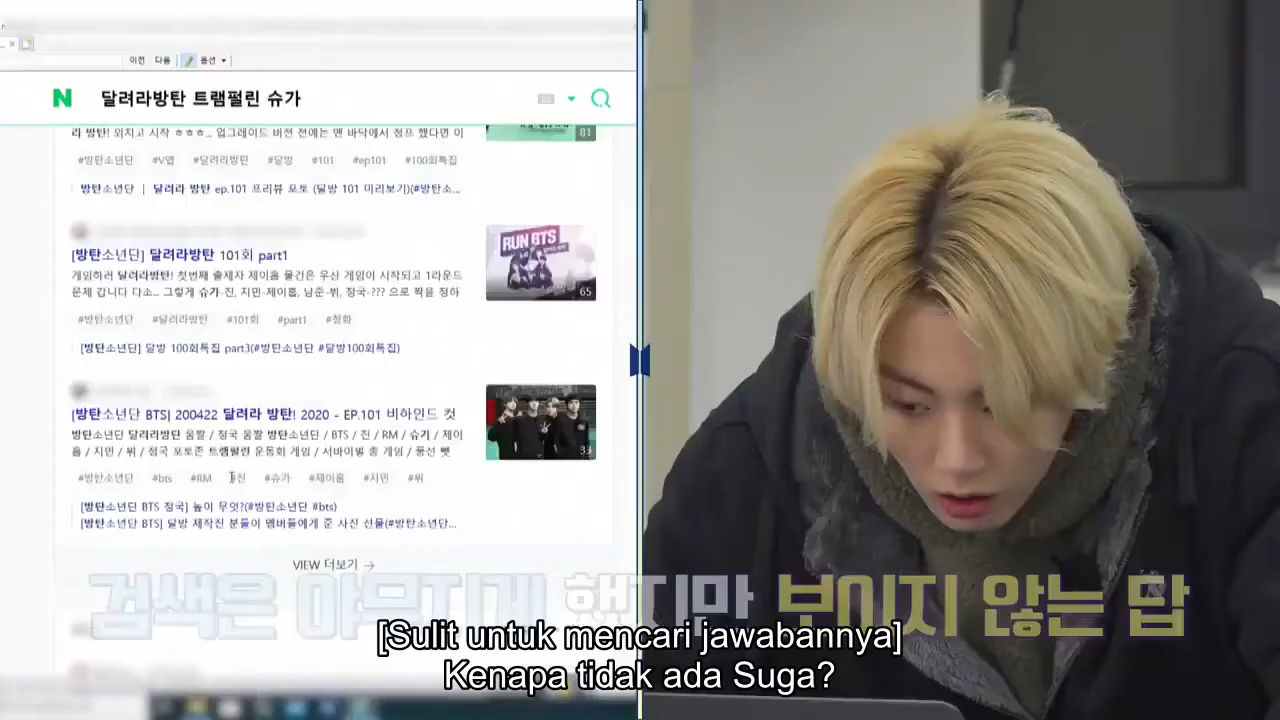 이전 다음 옵션
N 달려라방탄 트램펄린 슈가
라 방탄! 외치고 시작 ㅎㅎㅎ... 업그레이드 버전 전에는 맨 바닥에서 점프 했다면 이
81
#방탄소년단 #V앱 #달려라방탄 #달방 #101 #ep101 #100회특집
방탄소년단 | 달려라 방탄 ep.101 프리뷰 포토 (달방 101 미리보기)(#방탄소...
[방탄소년단] 달려라방탄 101회 part1
게임하러 달려라방탄! 첫번째 출제자 제이홉 물건은 우산 게임이 시작되고 1라운드
문제 갑니다 다소... 그렇게 슈가-진, 지민-제이홉, 남준-뷔, 정국-??? 으로 짝을 정하
RUN BTS
65
#방탄소년단 #달려라방탄 #101회 #part1 #정화
[방탄소년단] 달방 100회특집 part3(#방탄소년단 #달방100회특집)
[방탄소년단 BTS] 200422 달려라 방탄! 2020 - EP.101 비하인드 컷
방탄소년단 달려라방탄 움짤 / 정국 움짤 방탄소년단 / BTS / 진 / RM / 슈기 / 제이
홉 / 지민 / 뷔 / 정국 포토존 트램펄린 운동회 게임 / 서바이벌 총 게임 / 풍선 뺏
33
#방탄소년단 #bts #RM #진 #슈가 #제이홉 #지민 #뷔
[방탄소년단 BTS 정국] 높이 무엇?(#방탄소년단 #bts)
[방탄소년단 BTS] 달방 제작진 분들이 멤버들에게 준 사진 선물(#방탄소년단...
VIEW 더보기 →
검색은 야무지게 했지만 보이지 않는 답
[Sulit untuk mencari jawabannya]
Kenapa tidak ada Suga?